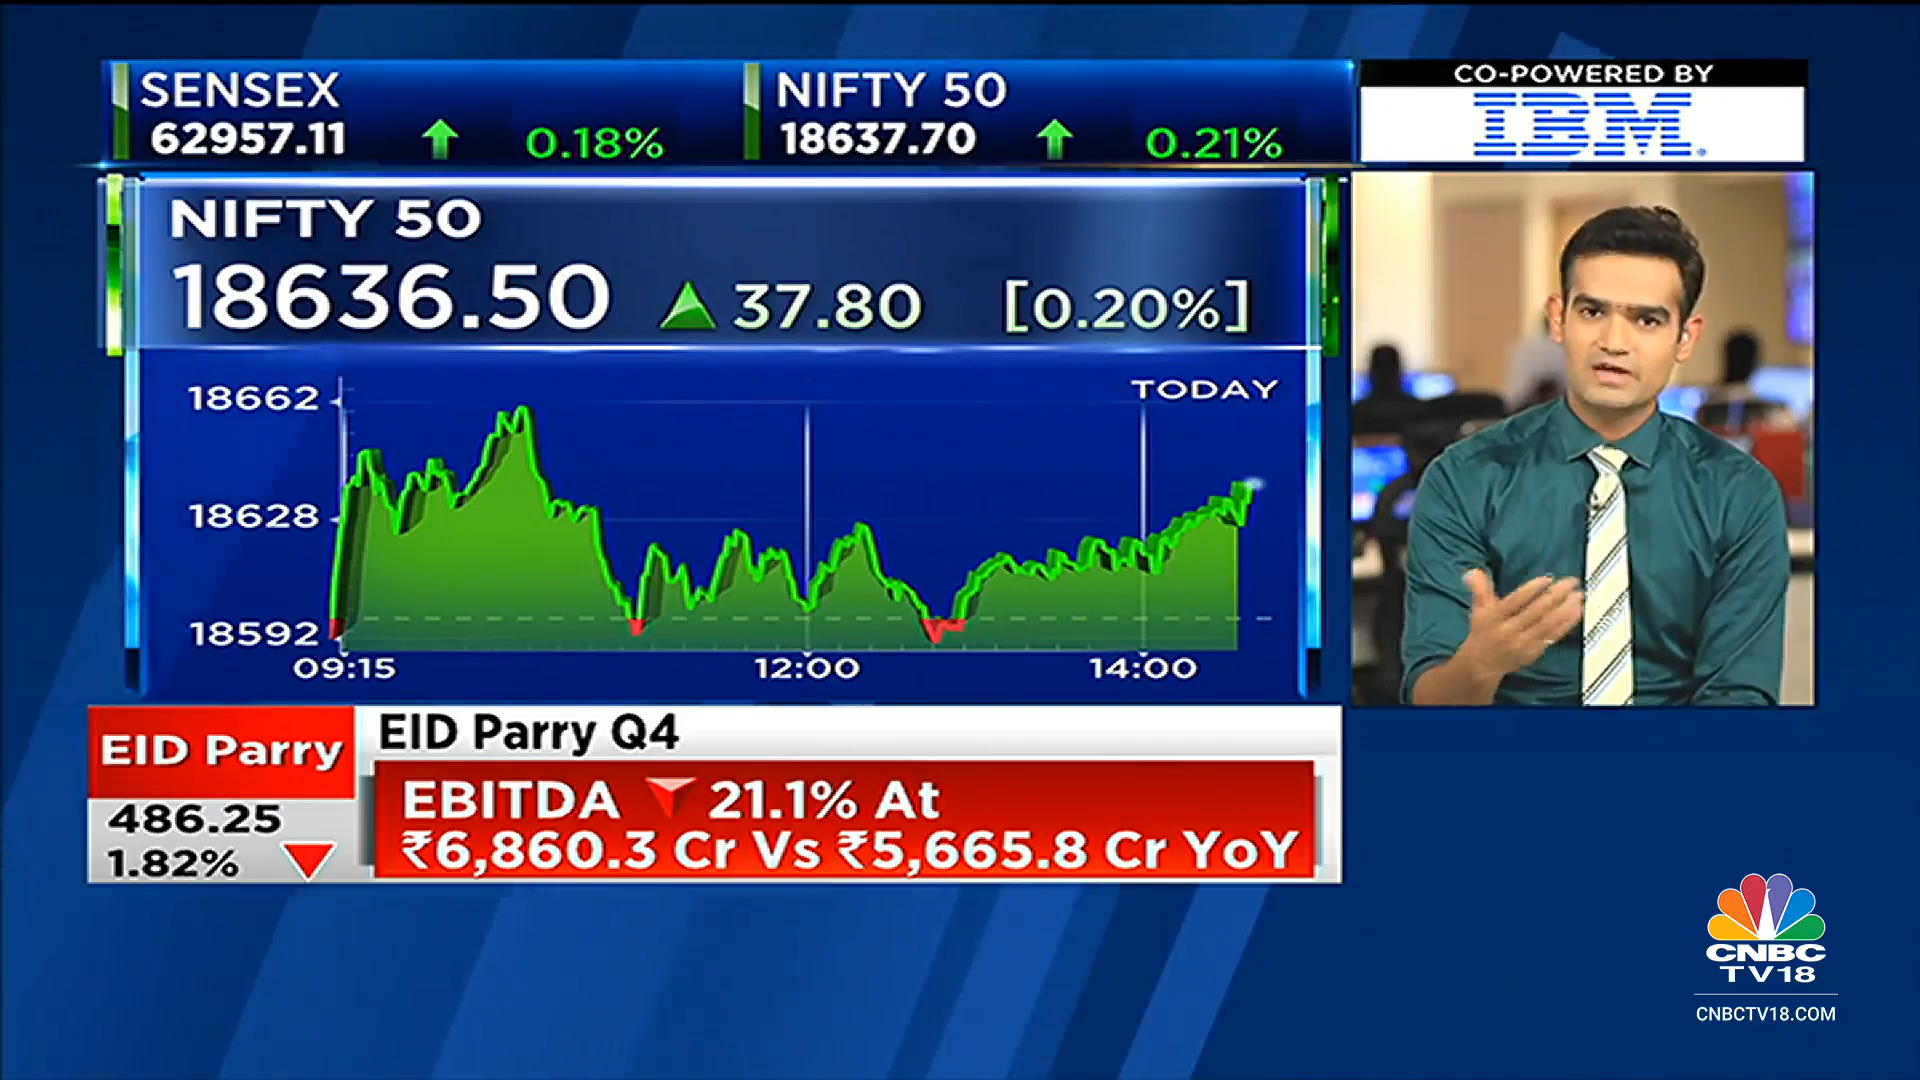 SENSEX
62957.11 0.18%
NIFTY 50
18637.70 0.21%
CO-POWERED BY
IBM
NIFTY 50
18636.50 37.80 [0.20%]
TODAY
18662
18628
18592
09:15 12:00 14:00
EID Parry
486.25
1.82%
EID Parry Q4
EBITDA 21.1% At
₹6,860.3 Cr Vs ₹5,665.8 Cr YoY
CNBC
TV18
CNBCTV18.COM